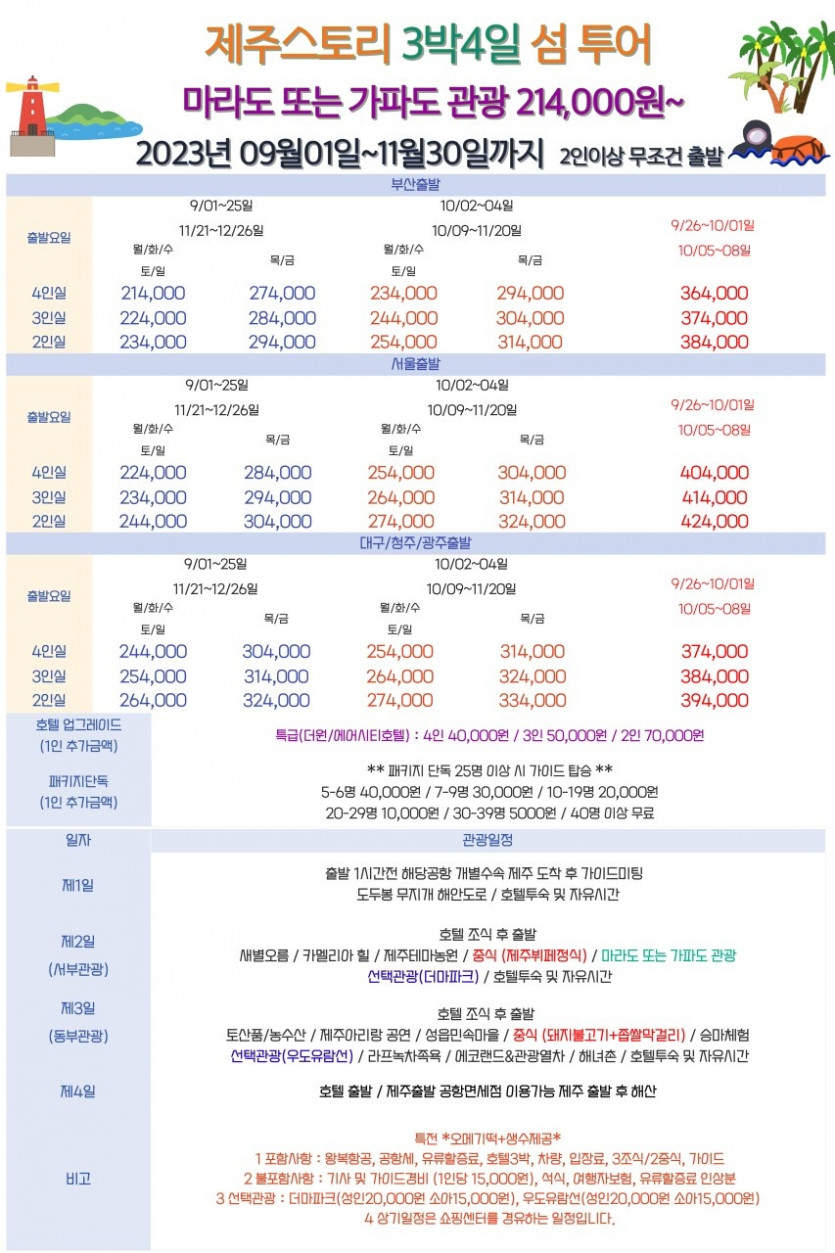 제주스토리 3박4일 섬 투어
마라도 또는 가파도 관광 214,000원~
2023년 09월01일~11월30일까지 2인이상 무조건 출발
부산출발
출발요일
9/01~25일 10/02~04일
11/21~12/26일 10/09~11/20일
9/26~10/01일
10/05~08일
월/화/수 목/금 월/화/수 목/금
토/일 토/일
4인실 214,000 274,000 234,000 294,000 364,000
3인실 224,000 284,000 244,000 304,000 374,000
2인실 234,000 294,000 254,000 314,000 384,000
서울출발
출발요일
9/01~25일 10/02~04일
11/21~12/26일 10/09~11/20일
9/26~10/01일
10/05~08일
월/화/수 목/금 월/화/수 목/금
토/일 토/일
4인실 224,000 284,000 254,000 304,000 404,000
3인실 234,000 294,000 264,000 314,000 414,000
2인실 244,000 304,000 274,000 324,000 424,000
대구/청주/광주출발
출발요일
9/01~25일 10/02~04일
11/21~12/26일 10/09~11/20일
9/26~10/01일
10/05~08일
월/화/수 목/금 월/화/수 목/금
토/일 토/일
4인실 244,000 304,000 254,000 314,000 374,000
3인실 254,000 314,000 264,000 324,000 384,000
2인실 264,000 324,000 274,000 334,000 394,000
호텔 업그레이드
(1인 추가금액)
특급(더원/에어시티호텔) : 4인 40,000원 / 3인 50,000원 / 2인 70,000원
패키지단독
(1인 추가금액)
** 패키지 단독 25명 이상 시 가이드 탑승 **
5-6명 40,000원 / 7-9명 30,000원 / 10-19명 20,000원
20-29명 10,000원 / 30-39명 5000원 / 40명 이상 무료
일자 관광일정
제1일
출발 1시간전 해당공항 개별수속 제주 도착 후 가이드미팅
도두봉 무지개 해안도로 / 호텔투숙 및 자유시간
제2일
(서부관광)
호텔 조식 후 출발
새별오름 / 카멜리아 힐 / 제주테마농원 / 중식 (제주뷔페정식) / 마라도 또는 가파도 관광
선택관광(더마파크) / 호텔투숙 및 자유시간
제3일
(동부관광)
호텔 조식 후 출발
토산품/농수산 / 제주아리랑 공연 / 성읍민속마을 / 중식 (돼지불고기+좁쌀막걸리) / 승마체험
선택관광(우도유람선) / 라프녹차족욕 / 에코랜드&관광열차 / 해녀촌 / 호텔투숙 및 자유시간
제4일
호텔 출발 / 제주출발 공항면세점 이용가능 제주 출발 후 해산
비고
특전 *오메기떡+생수제공*
1 포함사항 : 왕복항공, 공항세, 유류할증료, 호텔3박, 차량, 입장료, 3조식/2중식, 가이드
2 불포함사항 : 기사 및 가이드경비 (1인당 15,000원), 석식, 여행자보험, 유류할증료 인상분
3 선택관광 : 더마파크(성인20,000원 소아15,000원), 우도유람선(성인20,000원 소아15,000원)
4 상기일정은 쇼핑센터를 경유하는 일정입니다.